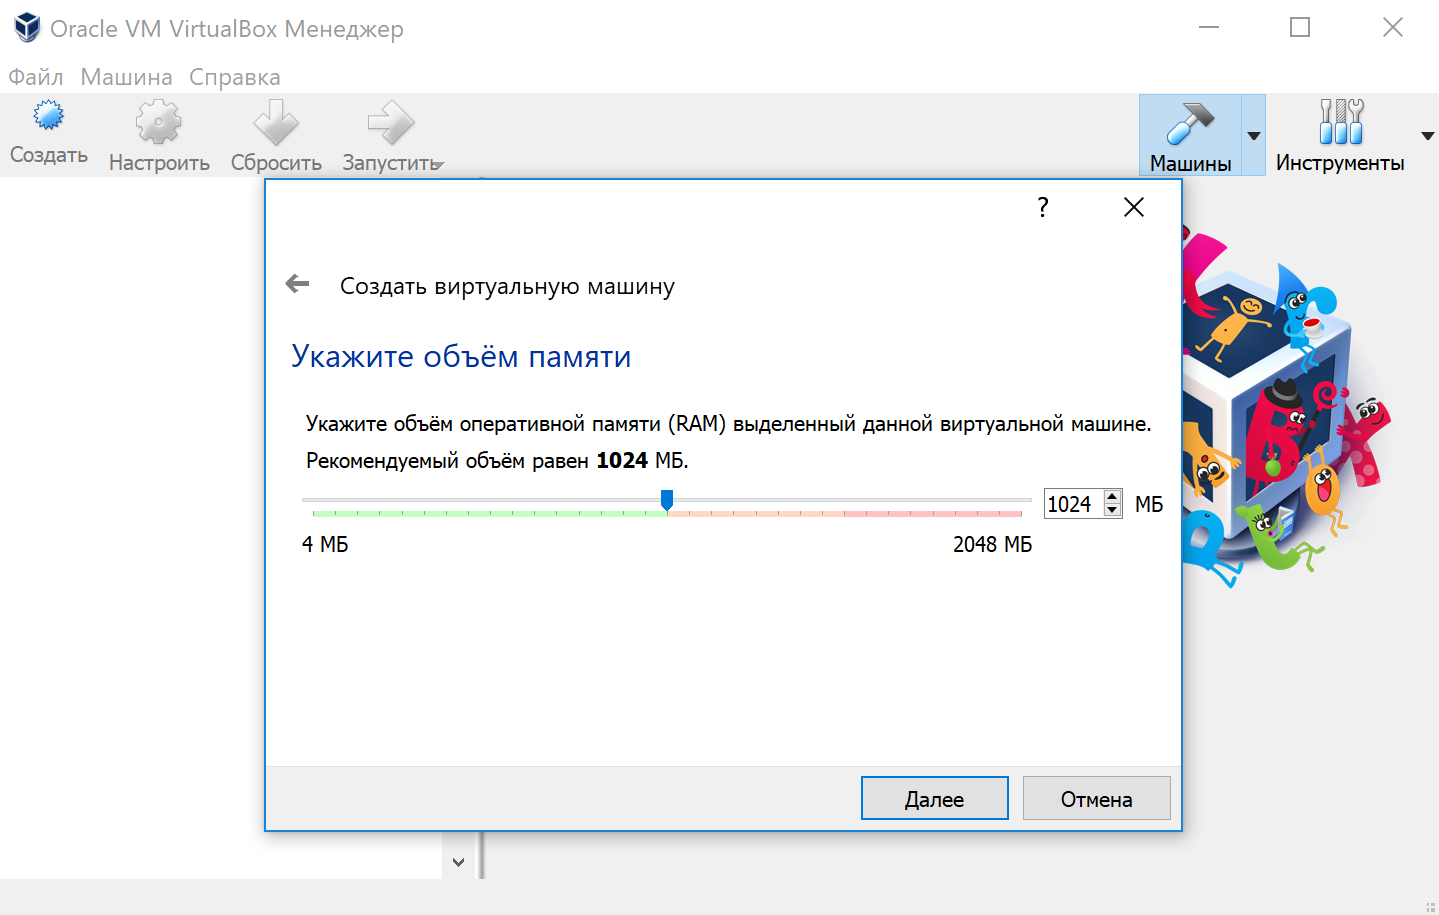 Oracle VM VirtualBox Менеджер
Файл Машина Справка
Создать Настроить Сбросить Запустить Машины Инструменты
?
Создать виртуальную машину
Укажите объём памяти
Укажите объём оперативной памяти (RAM) выделенный данной виртуальной машине.
Рекомендуемый объём равен 1024 МБ.
1024 МБ
4 МБ 2048 МБ
Далее Отмена